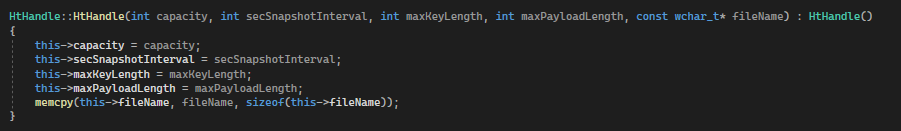 HtHandle::HtHandle(int capacity, int secSnapshotInterval, int maxKeyLength, int maxPayloadLength, const wchar_t* fileName) : HtHandle()
{
    this->capacity = capacity;
    this->secSnapshotInterval = secSnapshotInterval;
    this->maxKeyLength = maxKeyLength;
    this->maxPayloadLength = maxPayloadLength;
    memcpy(this->fileName, fileName, sizeof(this->fileName));
}